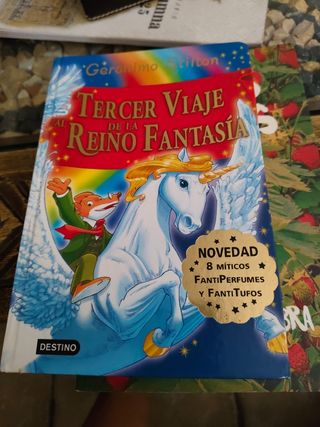 Geronimo Stilton
TERCER VIAJE
AL DE LA
REINO FANTASÍA
NOVEDAD
8 MÍTICOS
FANTIPERFUMES
Y FANTITUFOS
DESTINO